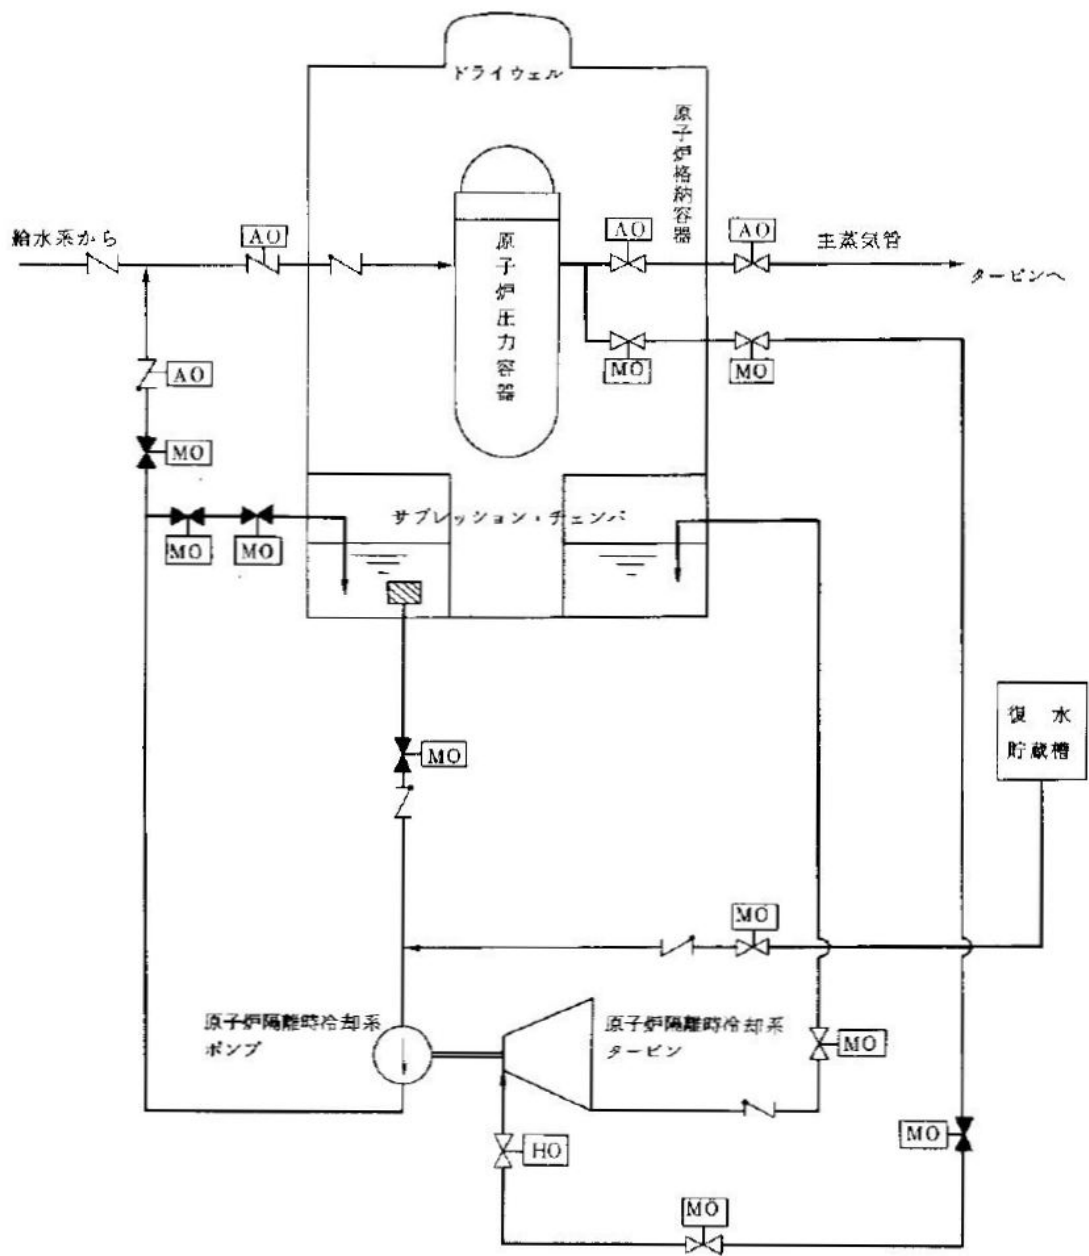 ドライウェル
原子炉格納容器
給水系から
AO
AO
AO
主蒸気管
タービンへ
原子炉圧力容器
MO
MO
AO
MO
サプレッション・チェンバ
MO
MO
MO
復水
貯蔵槽
MO
原子炉隔離時冷却系
ポンプ
原子炉隔離時冷却系
タービン
MO
MO
HO
MO